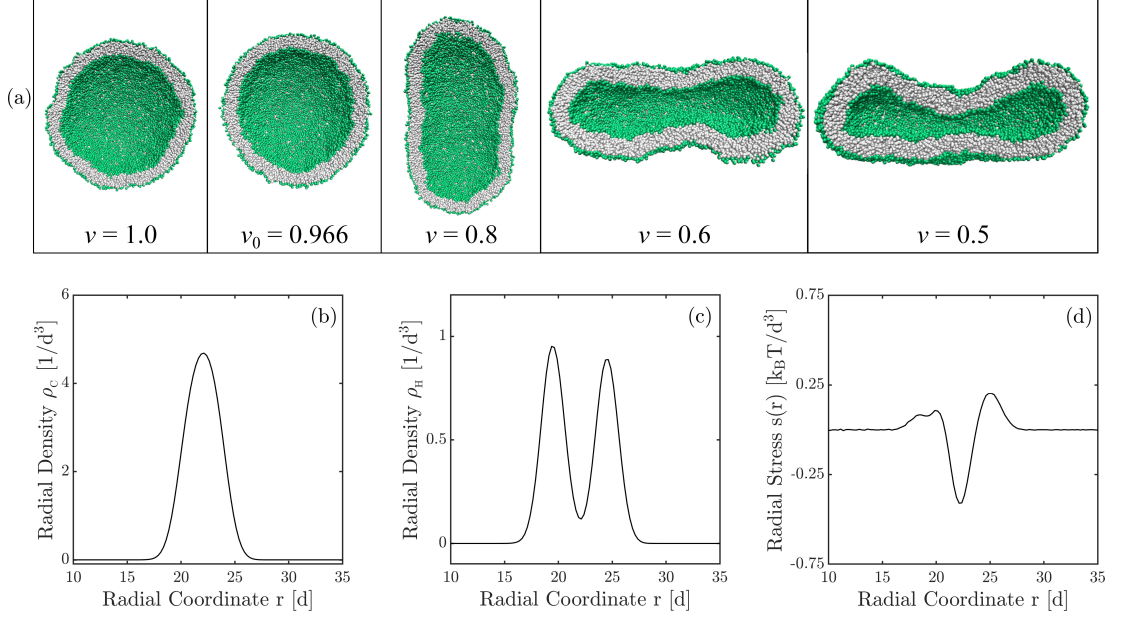 (a)
v = 1.0
v₀ = 0.966
v = 0.8
v = 0.6
v = 0.5
(b)
Radial Density ρ_C [1/d³]
6
4
2
0
10 15 20 25 30 35
Radial Coordinate r [d]
(c)
Radial Density ρ_H [1/d³]
1
0.5
0
10 15 20 25 30 35
Radial Coordinate r [d]
(d)
Radial Stress s(r) [k_BT/d³]
0.75
0.25
-0.25
-0.75
10 15 20 25 30 35
Radial Coordinate r [d]